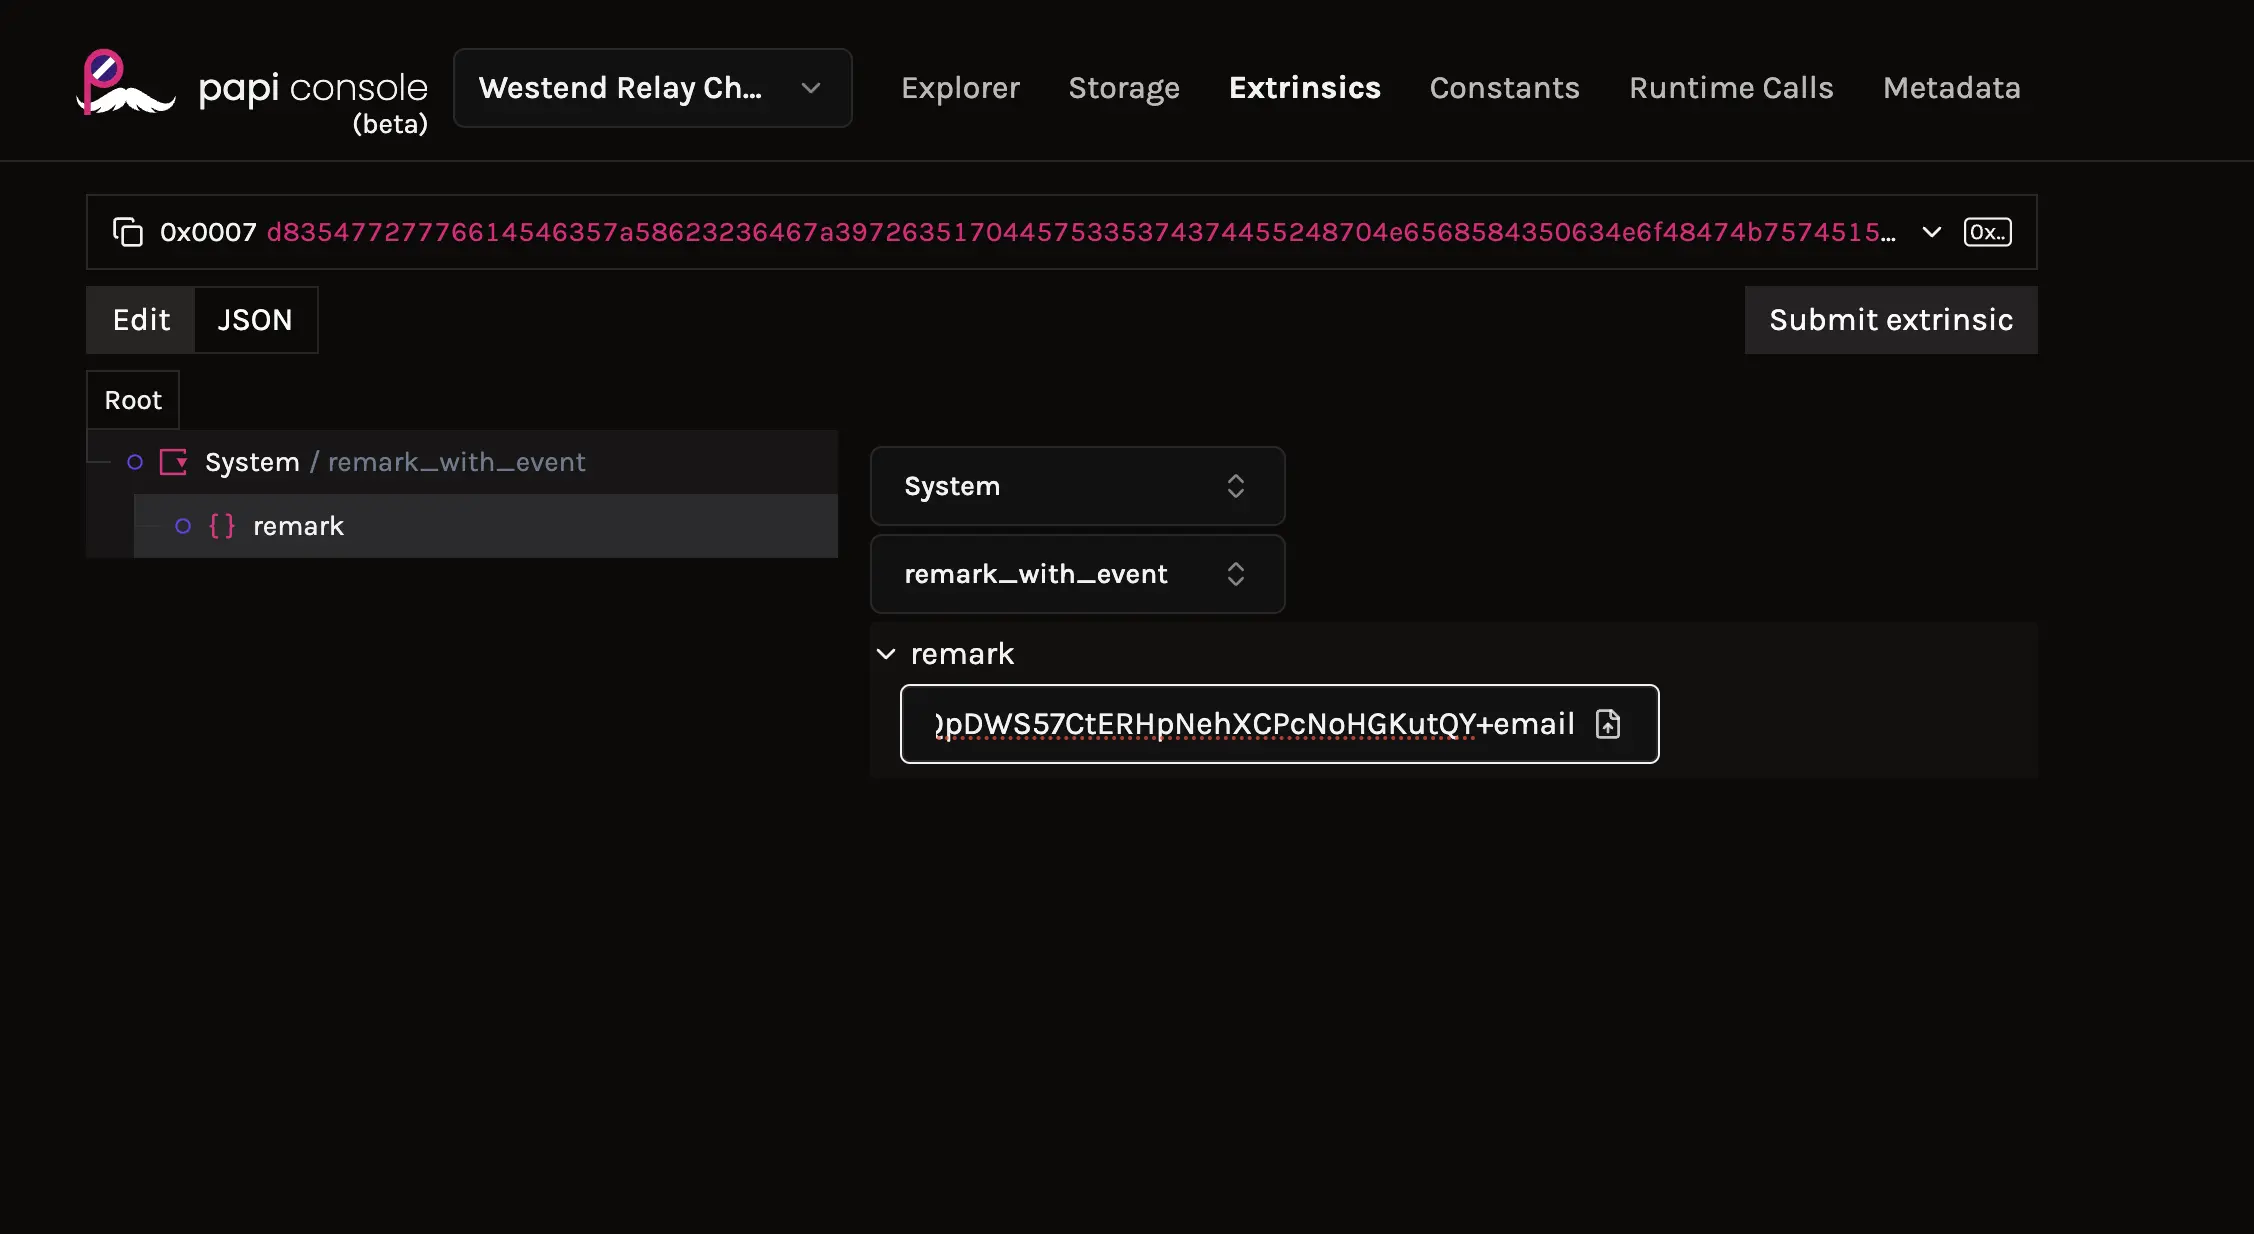 papi console
(beta)
Westend Relay Ch...
Explorer
Storage
Extrinsics
Constants
Runtime Calls
Metadata
0x0007 d83547727776614546357a58623236467a397263517044575335374374455248704e6568584350634e6f48474b7574515...
0x..
Edit
JSON
Submit extrinsic
Root
System / remark_with_event
{} remark
System
remark_with_event
remark
pDWS57CtERHpNehXCPcNoHGKutQY+email